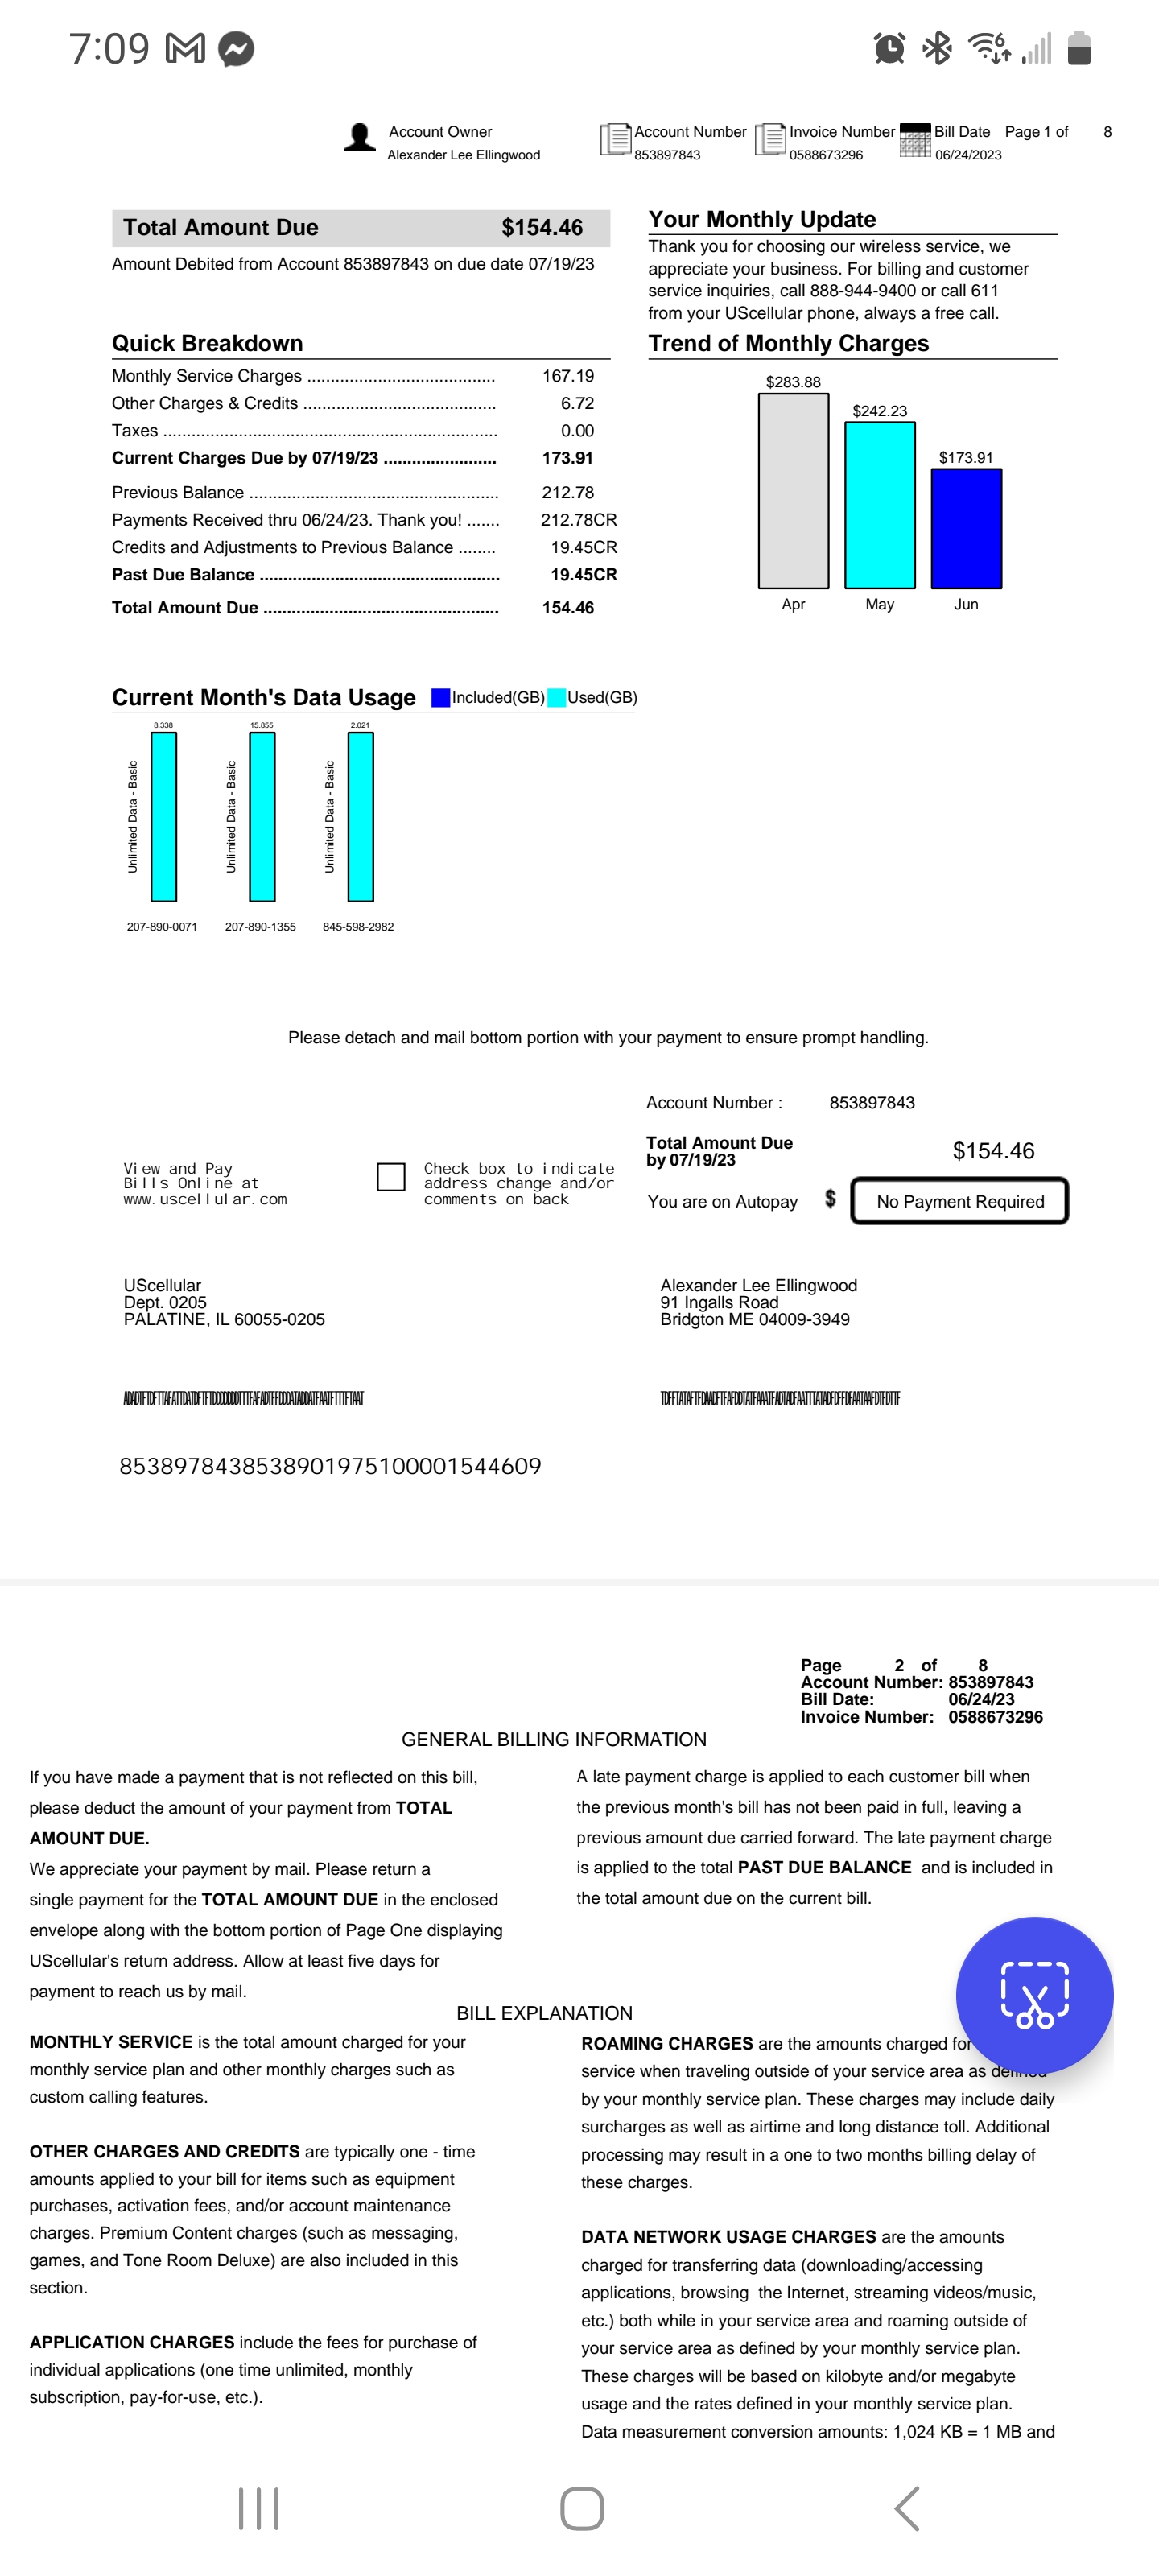 7:09
Account Owner
Alexander Lee Ellingwood
Account Number
853897843
Invoice Number
0588673296
Bill Date
06/24/2023
Page 1 of 8
Total Amount Due $154.46
Amount Debited from Account 853897843 on due date 07/19/23
Your Monthly Update
Thank you for choosing our wireless service, we
appreciate your business. For billing and customer
service inquiries, call 888-944-9400 or call 611
from your UScellular phone, always a free call.
Quick Breakdown
Monthly Service Charges ........................................ 167.19
Other Charges & Credits ......................................... 6.72
Taxes ....................................................................... 0.00
Current Charges Due by 07/19/23 ........................ 173.91
Previous Balance ..................................................... 212.78
Payments Received thru 06/24/23. Thank you! ....... 212.78CR
Credits and Adjustments to Previous Balance ........ 19.45CR
Past Due Balance ................................................... 19.45CR
Total Amount Due .................................................. 154.46
Trend of Monthly Charges
$283.88
$242.23
$173.91
Apr May Jun
Current Month's Data Usage Included(GB) Used(GB)
8.338 15.855 2.021
Unlimited Data - Basic
Unlimited Data - Basic
Unlimited Data - Basic
207-890-0071 207-890-1355 845-598-2982
Please detach and mail bottom portion with your payment to ensure prompt handling.
Account Number : 853897843
Total Amount Due
by 07/19/23
$154.46
You are on Autopay $ No Payment Required
View and Pay
Bills Online at
www.uscellular.com
Check box to indicate
address change and/or
comments on back
UScellular
Dept. 0205
PALATINE, IL 60055-0205
Alexander Lee Ellingwood
91 Ingalls Road
Bridgton ME 04009-3949
8538978438538901975100001544609
Page 2 of 8
Account Number: 853897843
Bill Date: 06/24/23
Invoice Number: 0588673296
GENERAL BILLING INFORMATION
If you have made a payment that is not reflected on this bill,
please deduct the amount of your payment from TOTAL
AMOUNT DUE.
We appreciate your payment by mail. Please return a
single payment for the TOTAL AMOUNT DUE in the enclosed
envelope along with the bottom portion of Page One displaying
UScellular's return address. Allow at least five days for
payment to reach us by mail.
A late payment charge is applied to each customer bill when
the previous month's bill has not been paid in full, leaving a
previous amount due carried forward. The late payment charge
is applied to the total PAST DUE BALANCE and is included in
the total amount due on the current bill.
BILL EXPLANATION
MONTHLY SERVICE is the total amount charged for your
monthly service plan and other monthly charges such as
custom calling features.
OTHER CHARGES AND CREDITS are typically one - time
amounts applied to your bill for items such as equipment
purchases, activation fees, and/or account maintenance
charges. Premium Content charges (such as messaging,
games, and Tone Room Deluxe) are also included in this
section.
APPLICATION CHARGES include the fees for purchase of
individual applications (one time unlimited, monthly
subscription, pay-for-use, etc.).
ROAMING CHARGES are the amounts charged for
service when traveling outside of your service area as defined
by your monthly service plan. These charges may include daily
surcharges as well as airtime and long distance toll. Additional
processing may result in a one to two months billing delay of
these charges.
DATA NETWORK USAGE CHARGES are the amounts
charged for transferring data (downloading/accessing
applications, browsing the Internet, streaming videos/music,
etc.) both while in your service area and roaming outside of
your service area as defined by your monthly service plan.
These charges will be based on kilobyte and/or megabyte
usage and the rates defined in your monthly service plan.
Data measurement conversion amounts: 1,024 KB = 1 MB and